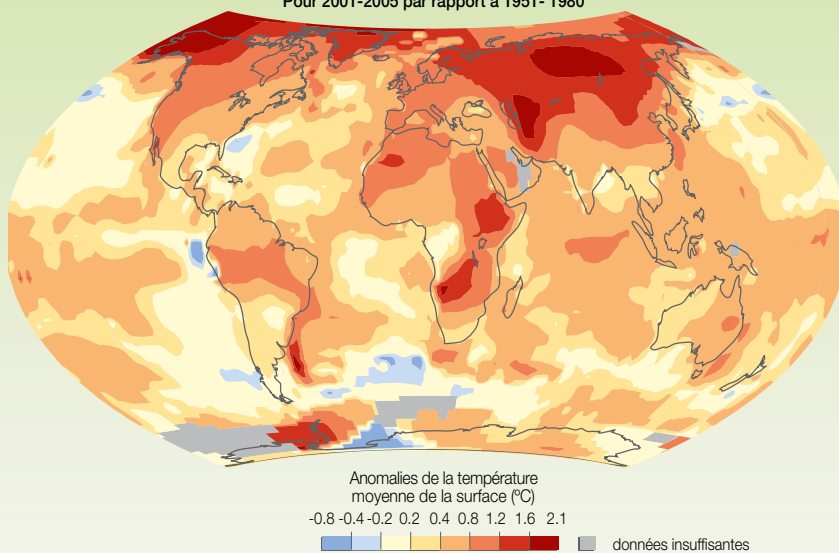 Pour 2001-2005 par rapport à 1951- 1980
Anomalies de la température
moyenne de la surface (ºC)
-0.8 -0.4 -0.2 0.2 0.4 0.8 1.2 1.6 2.1
données insuffisantes